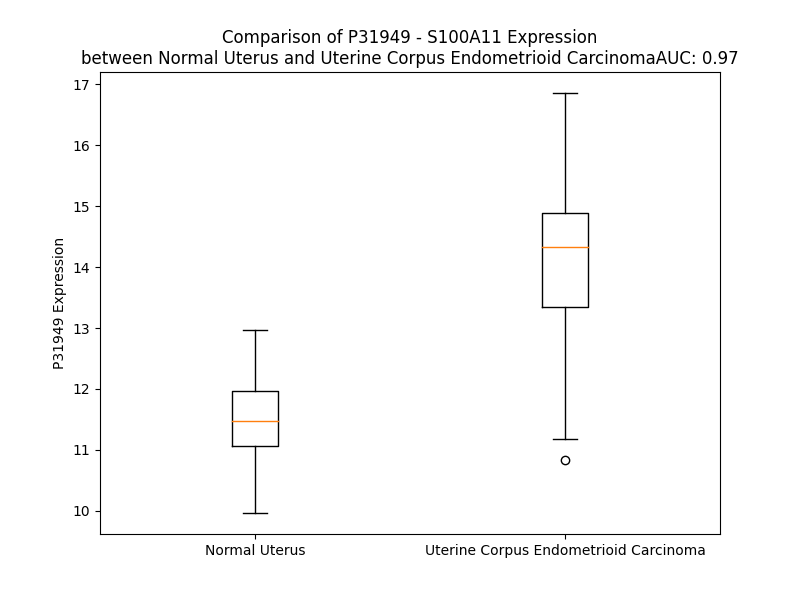 Comparison of P31949 - S100A11 Expression
between Normal Uterus and Uterine Corpus Endometrioid CarcinomaAUC: 0.97
17
16
15
14
13
12
11
10
P31949 Expression
Normal Uterus
Uterine Corpus Endometrioid Carcinoma